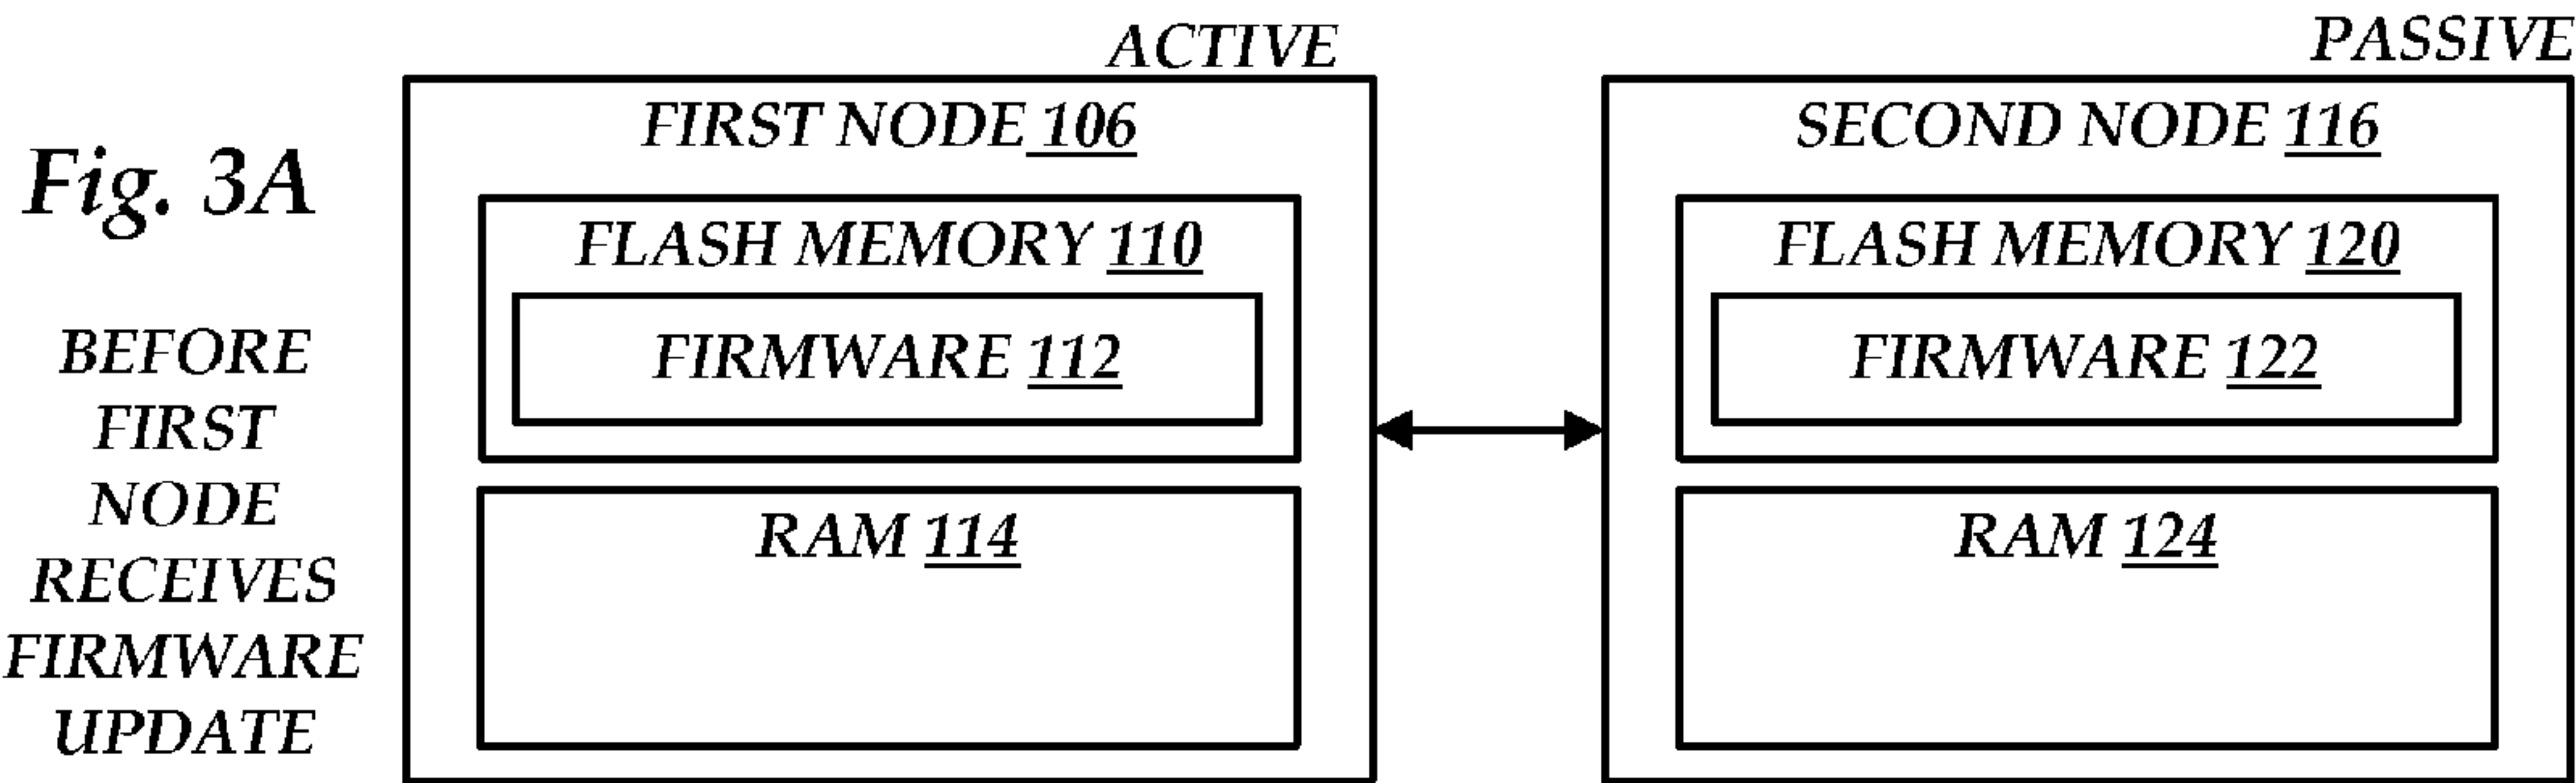 Fig. 3A
BEFORE
FIRST
NODE
RECEIVES
FIRMWARE
UPDATE
ACTIVE
FIRST NODE 106
FLASH MEMORY 110
FIRMWARE 112
RAM 114
PASSIVE
SECOND NODE 116
FLASH MEMORY 120
FIRMWARE 122
RAM 124